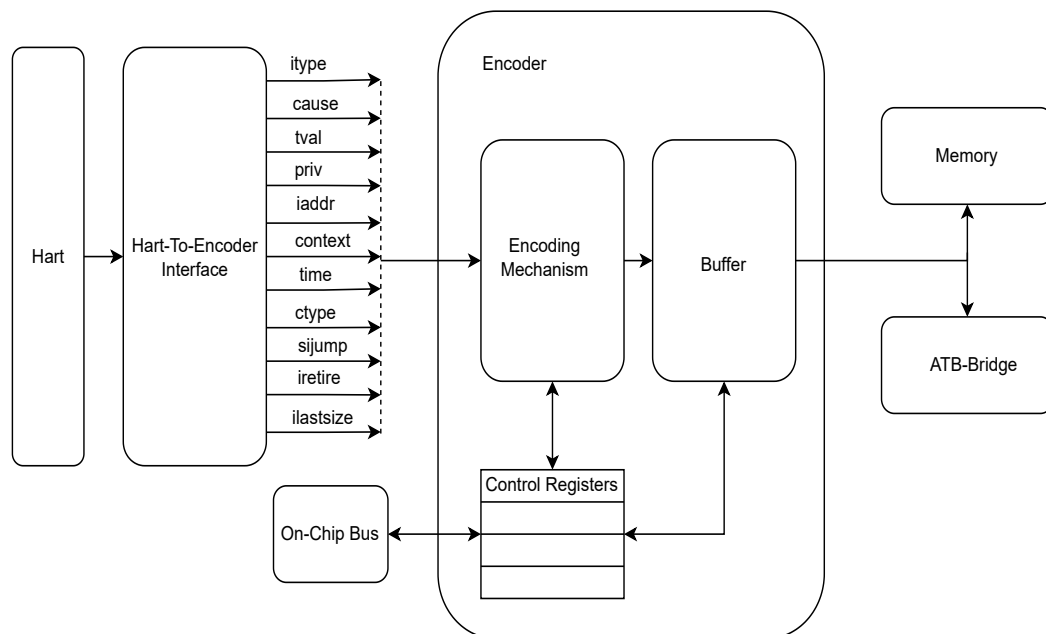 Hart
Hart-To-Encoder
Interface
itype
cause
tval
priv
iaddr
context
time
ctype
sijump
iretire
ilastsize
Encoder
Encoding
Mechanism
Buffer
Memory
ATB-Bridge
Control Registers
On-Chip Bus